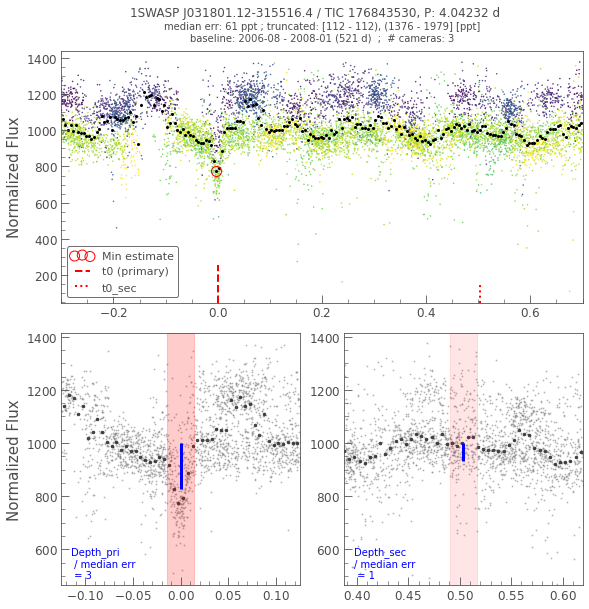 1SWASP J031801.12-315516.4 / TIC 176843530, P: 4.04232 d
median err: 61 ppt ; truncated: [112 - 112), (1376 - 1979] [ppt]
baseline: 2006-08 - 2008-01 (521 d)  ;  # cameras: 3
Normalized Flux
1400
1200
1000
800
600
400
200
Min estimate
t0 (primary)
t0_sec
−0.2 0.0 0.2 0.4 0.6
Normalized Flux
1400
1200
1000
800
600
Depth_pri
/ median err
= 3
−0.10 −0.05 0.00 0.05 0.10
1400
1200
1000
800
600
Depth_sec
/ median err
= 1
0.40 0.45 0.50 0.55 0.60